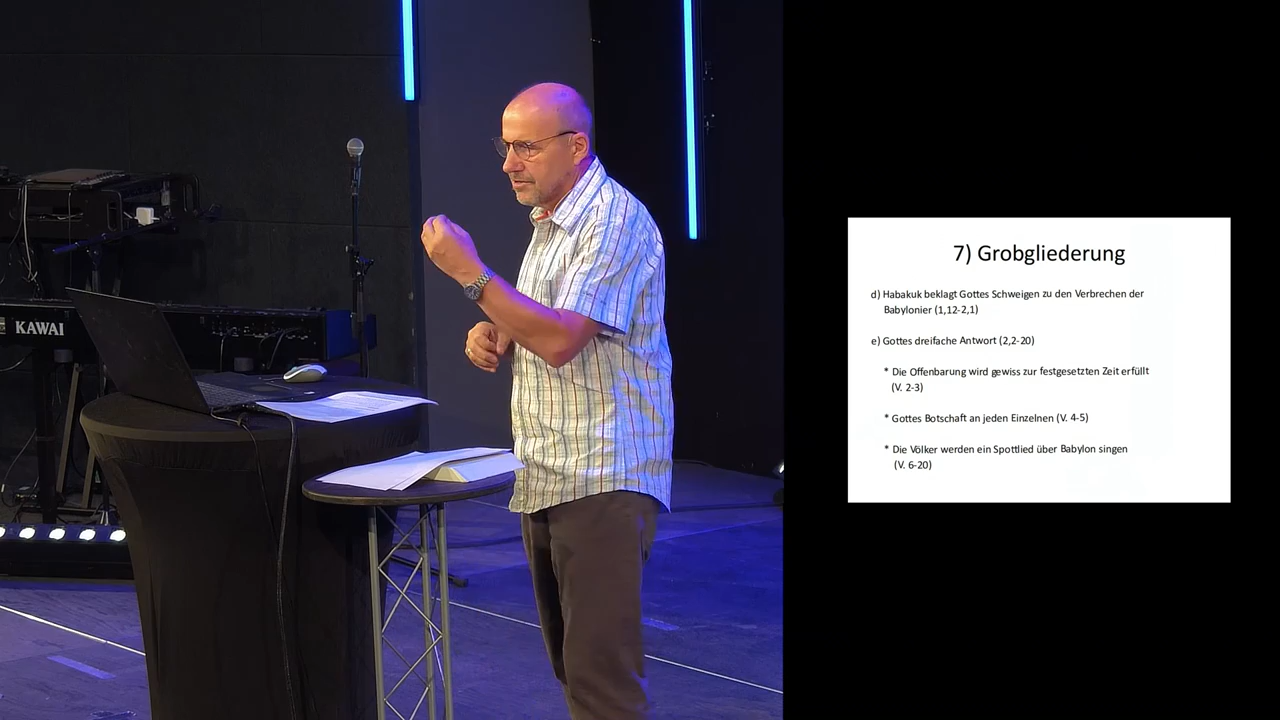 KAWAI
7) Grobgliederung
d) Habakuk beklagt Gottes Schweigen zu den Verbrechen der
Babylonier (1,12-2,1)
e) Gottes dreifache Antwort (2,2-20)
* Die Offenbarung wird gewiss zur festgesetzten Zeit erfüllt
(V. 2-3)
* Gottes Botschaft an jeden Einzelnen (V. 4-5)
* Die Völker werden ein Spottlied über Babylon singen
(V. 6-20)